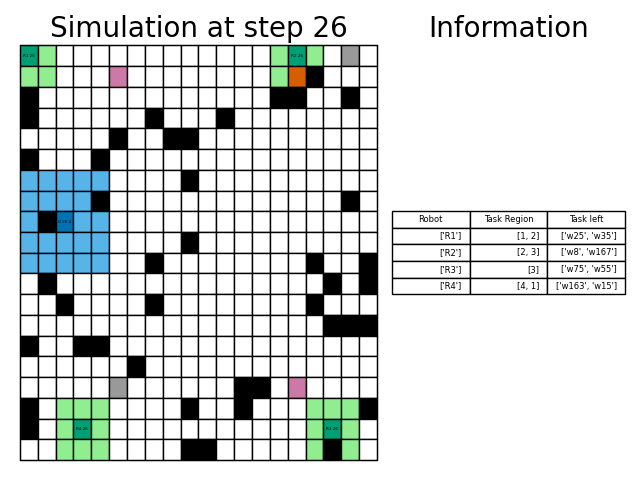 Simulation at step 26
Information
Robot Task Region Task left
['R1'] [1, 2] ['w25', 'w35']
['R2'] [2, 3] ['w8', 'w167']
['R3'] [3] ['w75', 'w55']
['R4'] [4, 1] ['w163', 'w15']